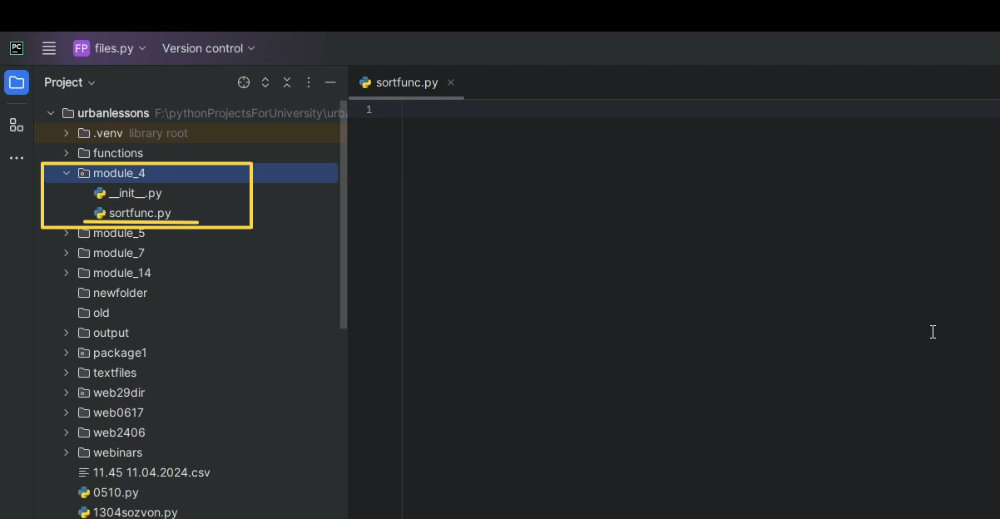 PC FP files.py Version control
Project
sortfunc.py
urbanlessons F:\pythonProjectsForUniversity\urba
1
.venv library root
functions
module_4
__init__.py
sortfunc.py
module_5
module_7
module_14
newfolder
old
output
package1
textfiles
web29dir
web0617
web2406
webinars
11.45 11.04.2024.csv
0510.py
1304sozvon.py